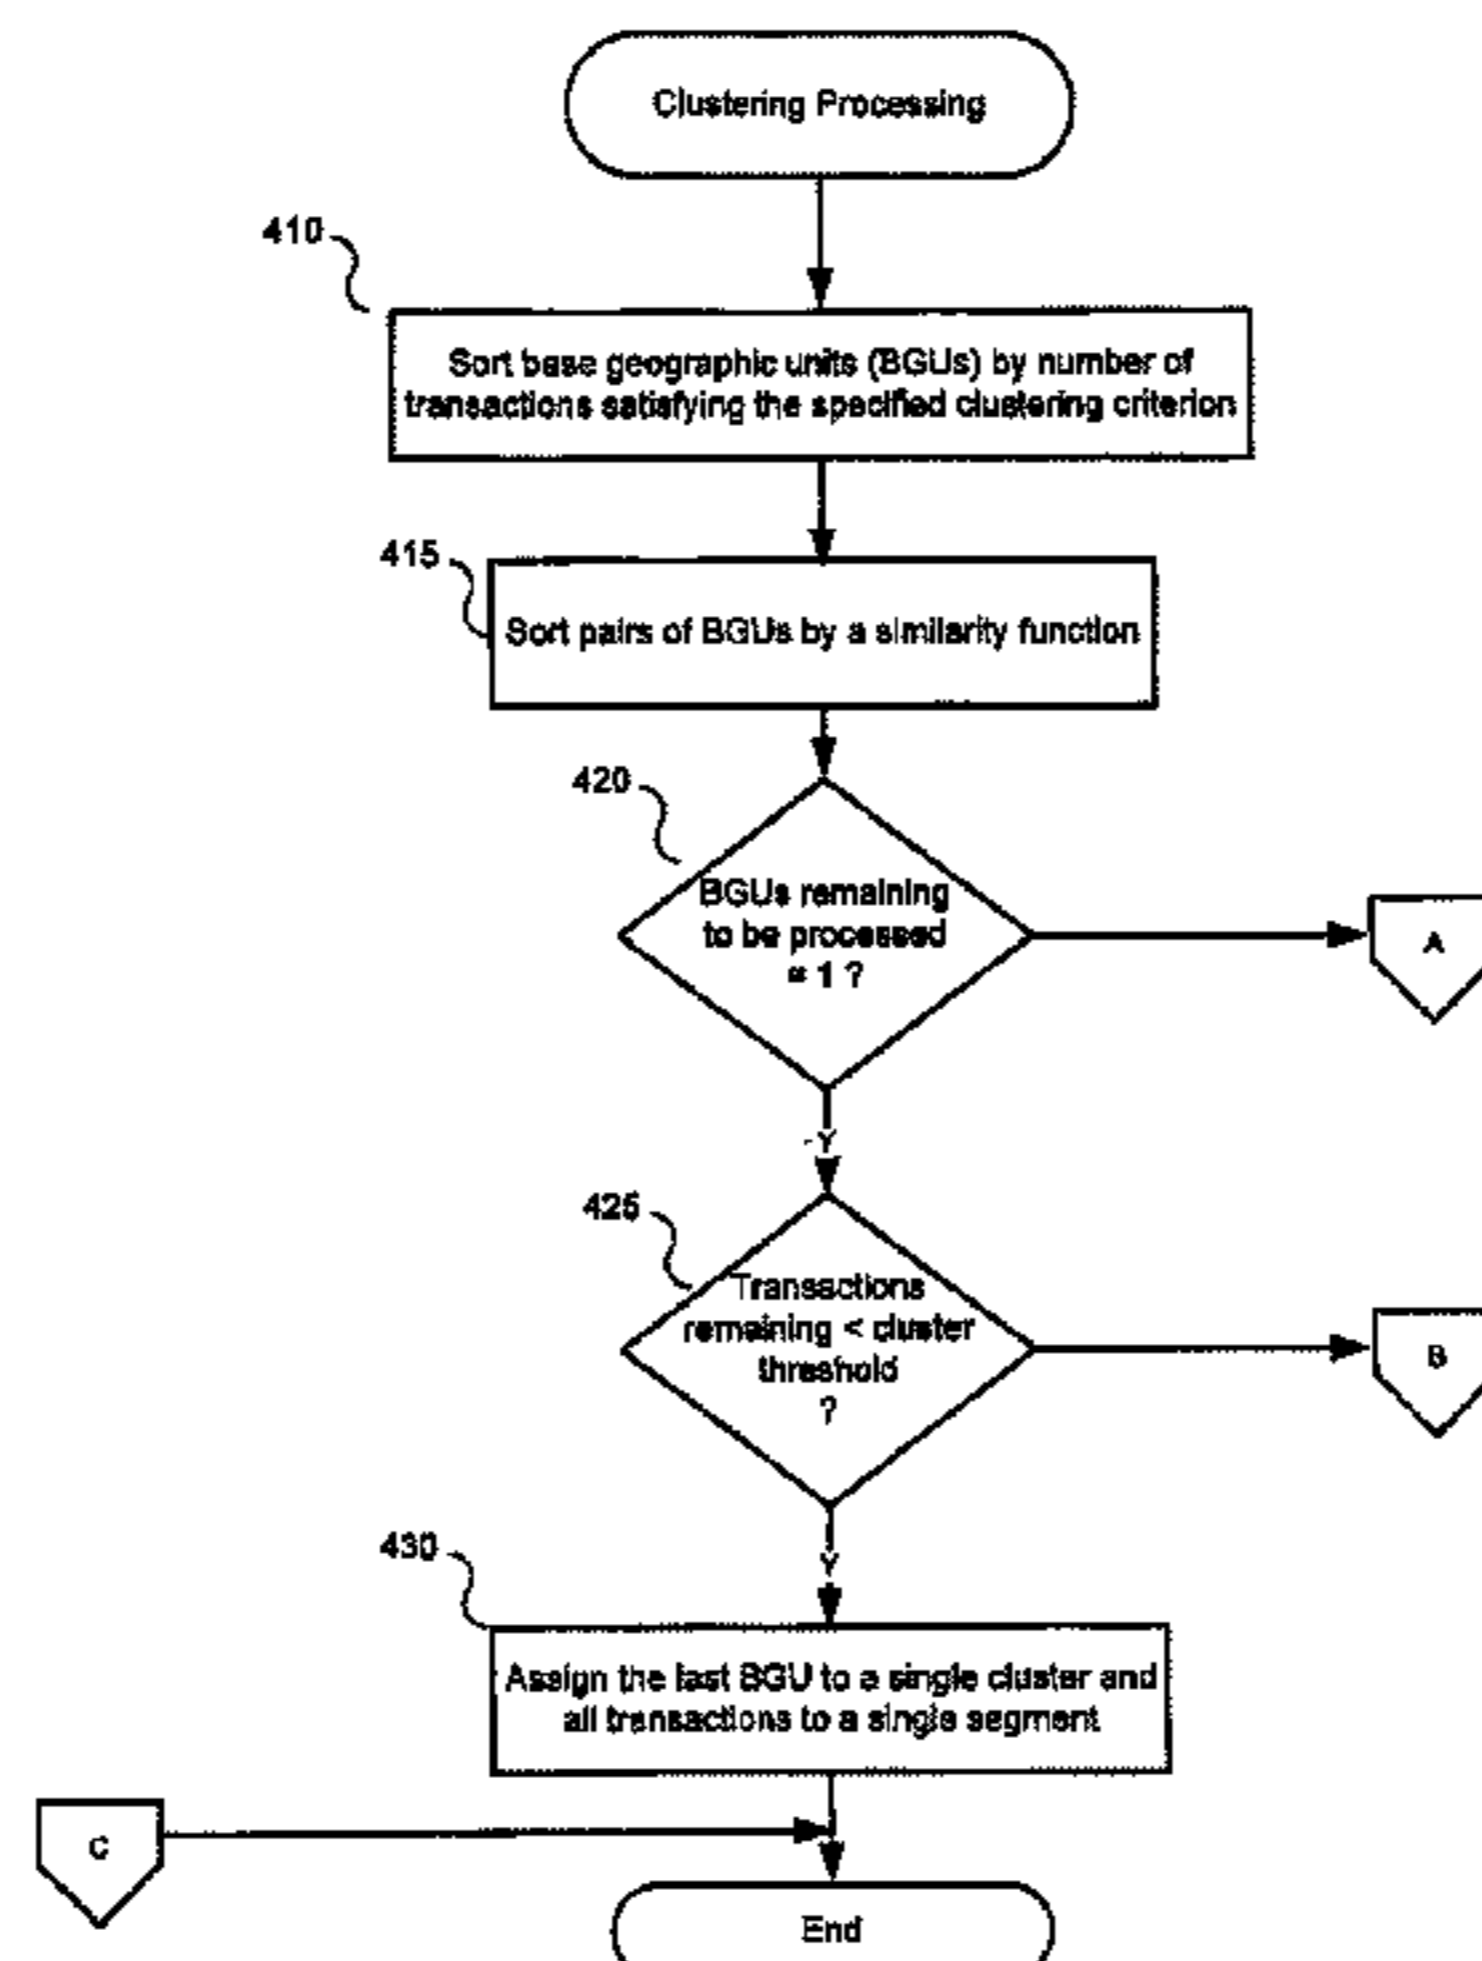 Clustering Processing
410
Sort base geographic units (BGUs) by number of
transactions satisfying the specified clustering criterion
415
Sort pairs of BGUs by a similarity function
420
BGUs remaining
to be processed
= 1 ?
A
Y
425
Transactions
remaining < cluster
threshold
?
B
Y
430
Assign the last BGU to a single cluster and
all transactions to a single segment
C
End